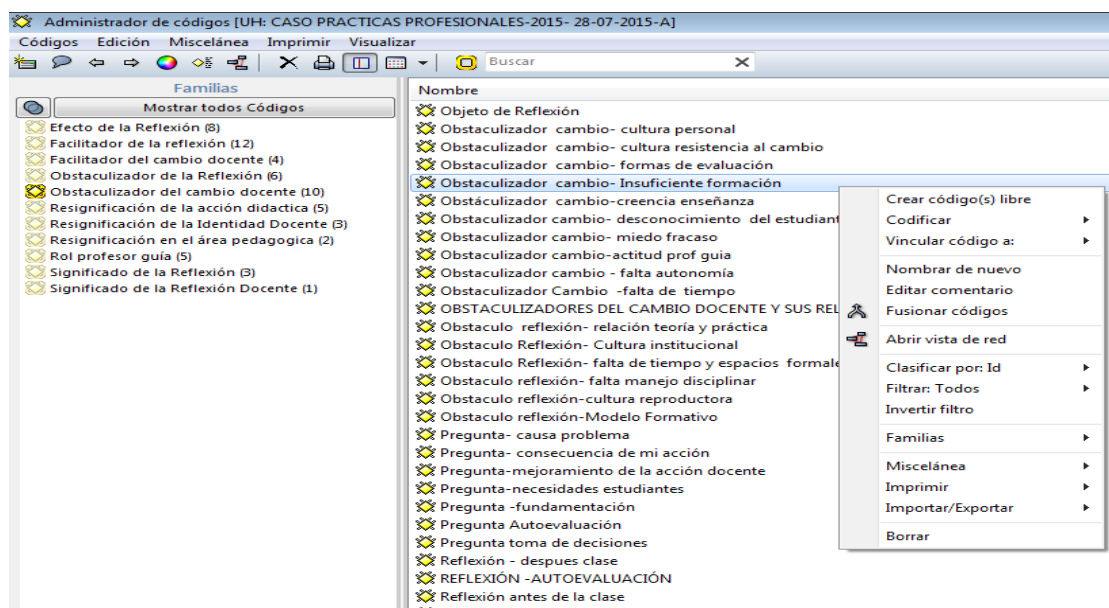 Administrador de códigos [UH: CASO PRACTICAS PROFESIONALES-2015- 28-07-2015-A]
Códigos Edición Miscelánea Imprimir Visualizar
Buscar
Familias
Mostrar todos Códigos
Efecto de la Reflexión (8)
Facilitador de la reflexión (12)
Facilitador del cambio docente (4)
Obstaculizador de la Reflexión (6)
Obstaculizador del cambio docente (10)
Resignificación de la acción didactica (5)
Resignificación de la Identidad Docente (3)
Resignificación en el área pedagogica (2)
Rol profesor guía (5)
Significado de la Reflexión (3)
Significado de la Reflexión Docente (1)
Nombre
Objeto de Reflexión
Obstaculizador cambio- cultura personal
Obstaculizador cambio- cultura resistencia al cambio
Obstaculizador cambio- formas de evaluación
Obstaculizador cambio- Insuficiente formación
Obstáculizador cambio-creencia enseñanza
Obstaculizador cambio- desconocimiento del estudiant
Obstaculizador cambio- miedo fracaso
Obstaculizador cambio-actitud prof guia
Obstaculizador cambio - falta autonomía
Obstaculizador Cambio -falta de tiempo
OBSTACULIZADORES DEL CAMBIO DOCENTE Y SUS REL
Obstaculo reflexión- relación teoría y práctica
Obstaculo Reflexión- Cultura institucional
Obstaculo Reflexión- falta de tiempo y espacios formale
Obstaculo reflexión- falta manejo disciplinar
Obstaculo reflexión-cultura reproductora
Obstaculo reflexión-Modelo Formativo
Pregunta- causa problema
Pregunta- consecuencia de mi acción
Pregunta-mejoramiento de la acción docente
Pregunta-necesidades estudiantes
Pregunta -fundamentación
Pregunta Autoevaluación
Pregunta toma de decisiones
Reflexión - despues clase
REFLEXIÓN -AUTOEVALUACIÓN
Reflexión antes de la clase
Crear código(s) libre
Codificar
Vincular código a:
Nombrar de nuevo
Editar comentario
Fusionar códigos
Abrir vista de red
Clasificar por: Id
Filtrar: Todos
Invertir filtro
Familias
Miscelánea
Imprimir
Importar/Exportar
Borrar